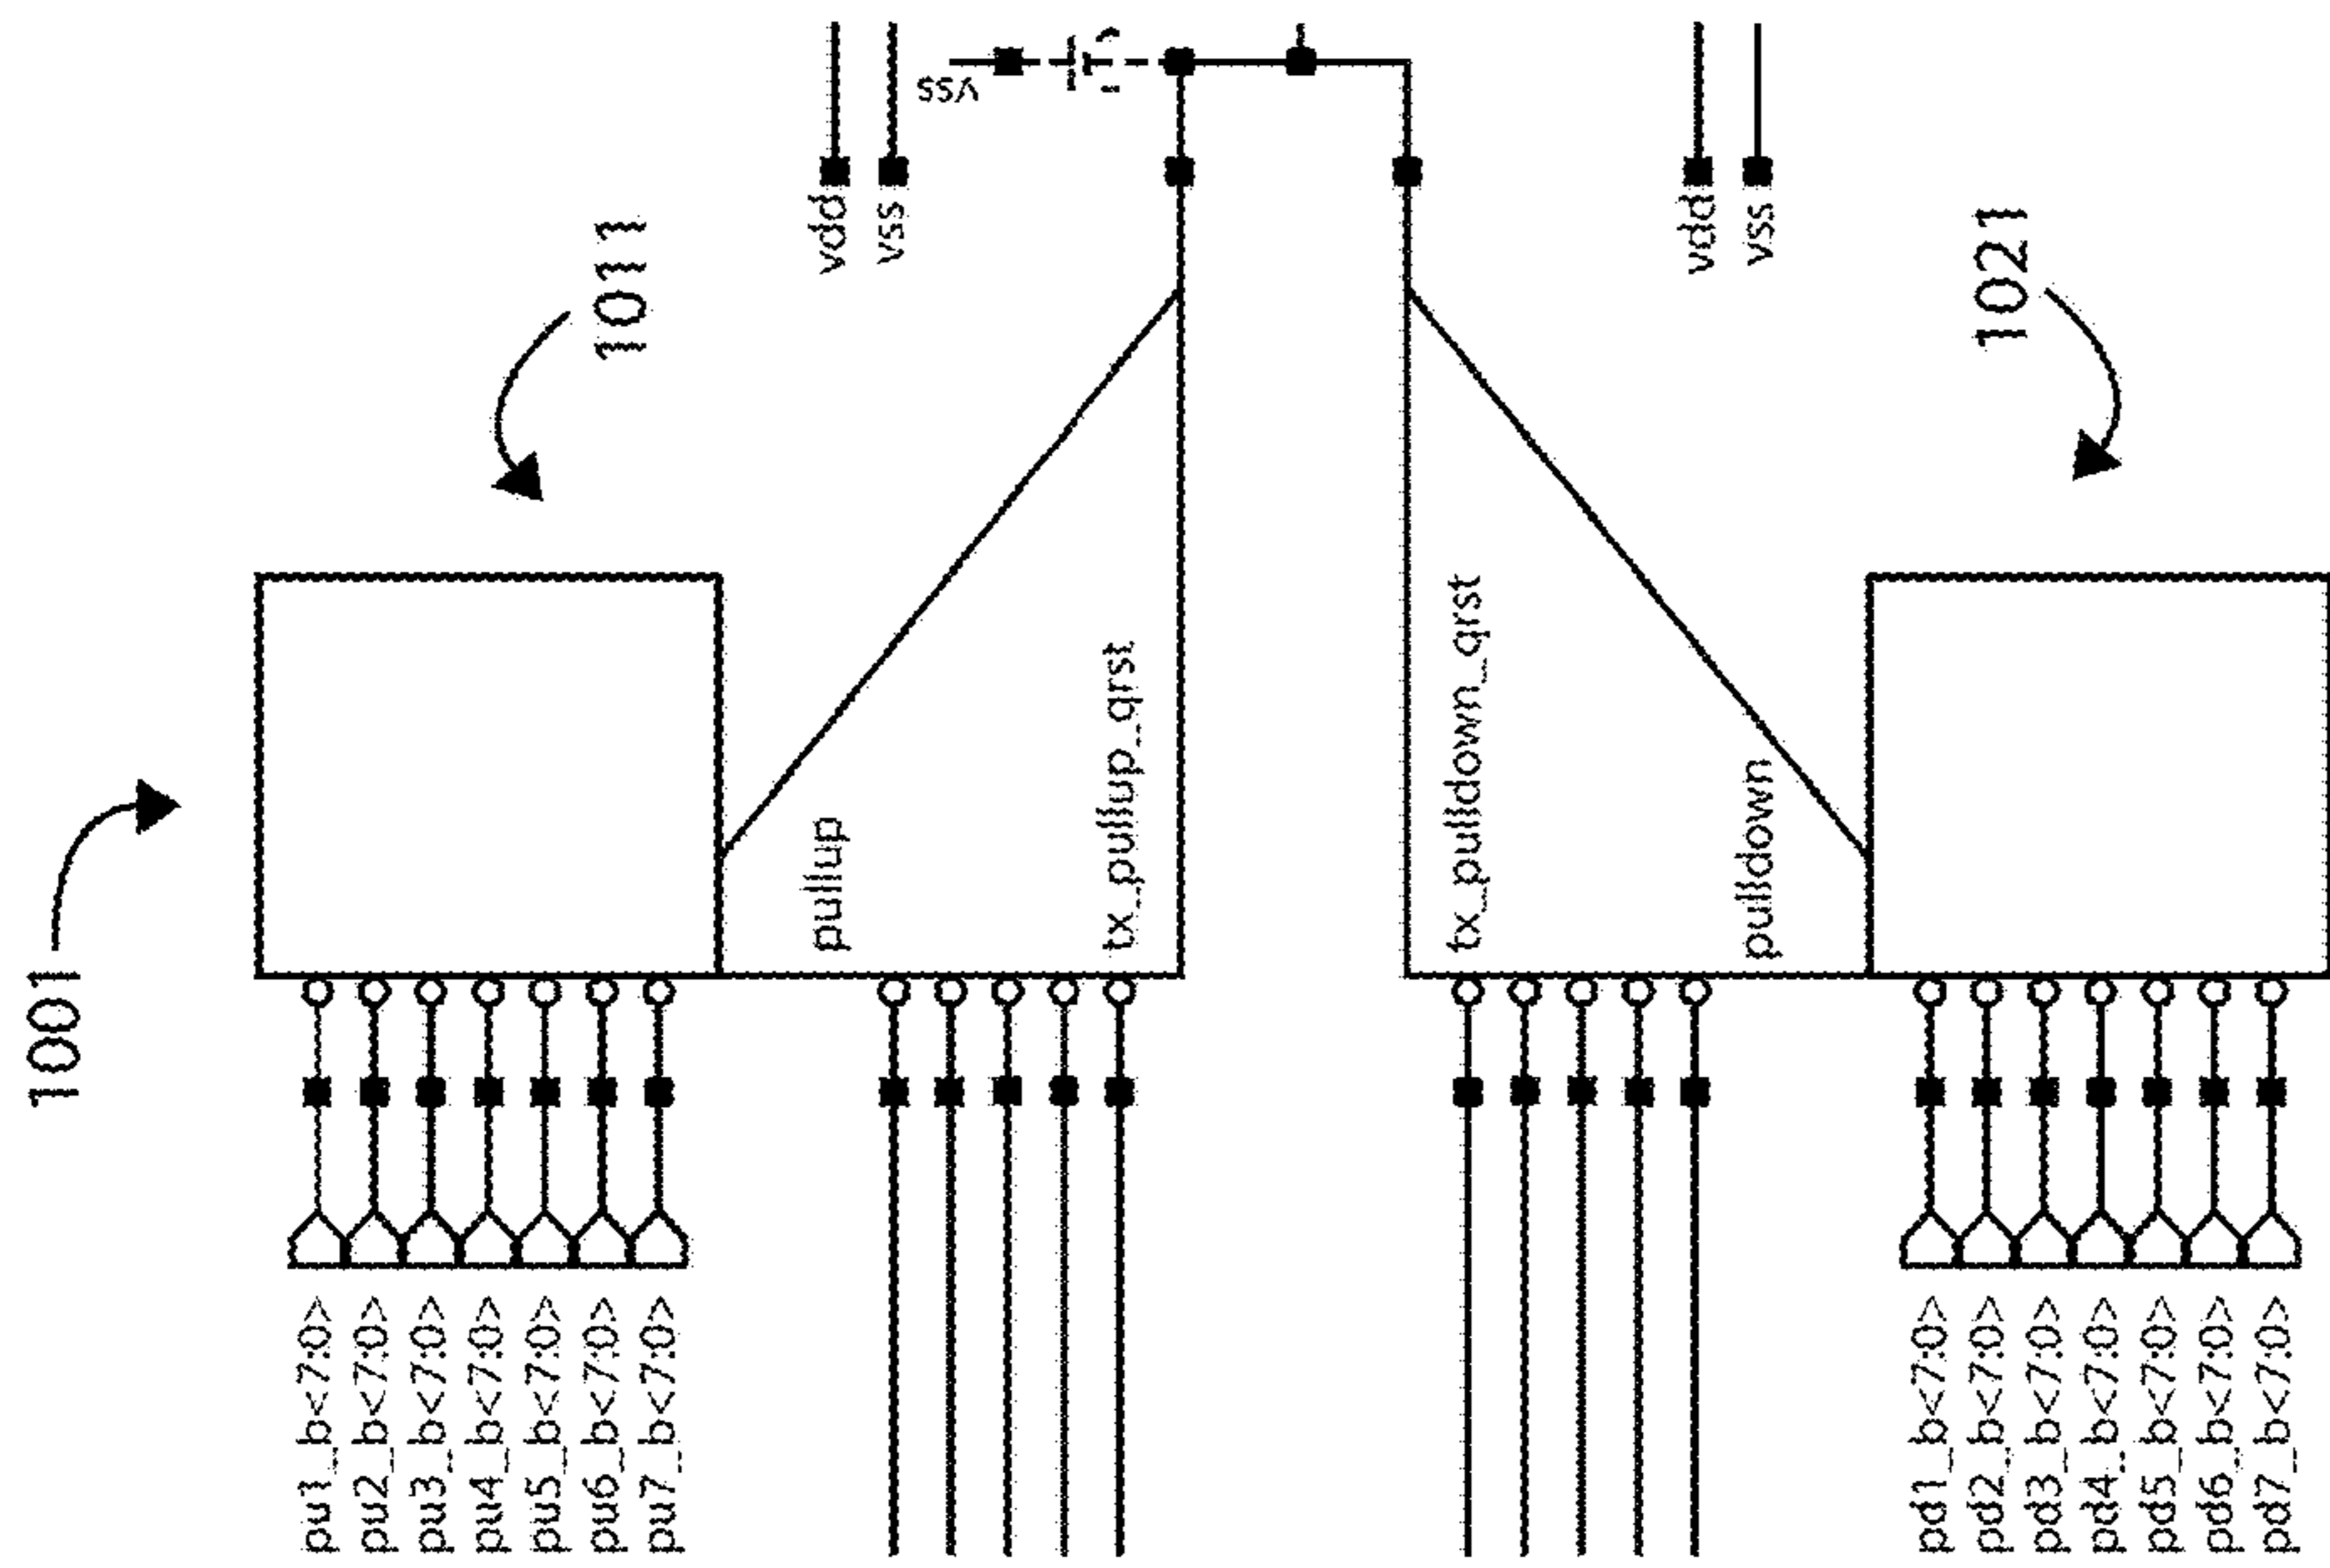 1001
1011
1021
pu1_b<7:0>
pu2_b<7:0>
pu3_b<7:0>
pu4_b<7:0>
pu5_b<7:0>
pu6_b<7:0>
pu7_b<7:0>
pullup
tx_pullup_qrst
vdd
vss
vss
tx_pulldown_qrst
pulldown
vdd
vss
pd1_b<7:0>
pd2_b<7:0>
pd3_b<7:0>
pd4_b<7:0>
pd5_b<7:0>
pd6_b<7:0>
pd7_b<7:0>